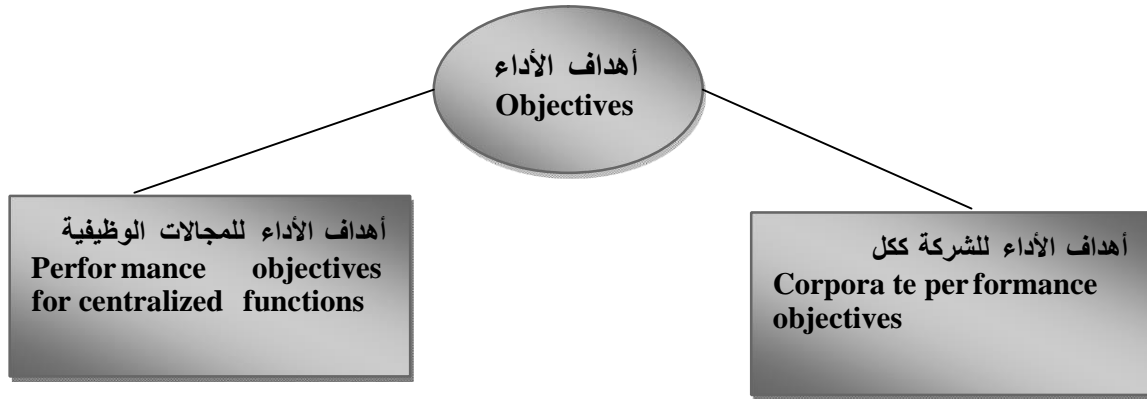 أهداف الأداء
Objectives
أهداف الأداء للمجالات الوظيفية
Perfor mance objectives
for centralized functions
أهداف الأداء للشركة ككل
Corpora te per formance
objectives